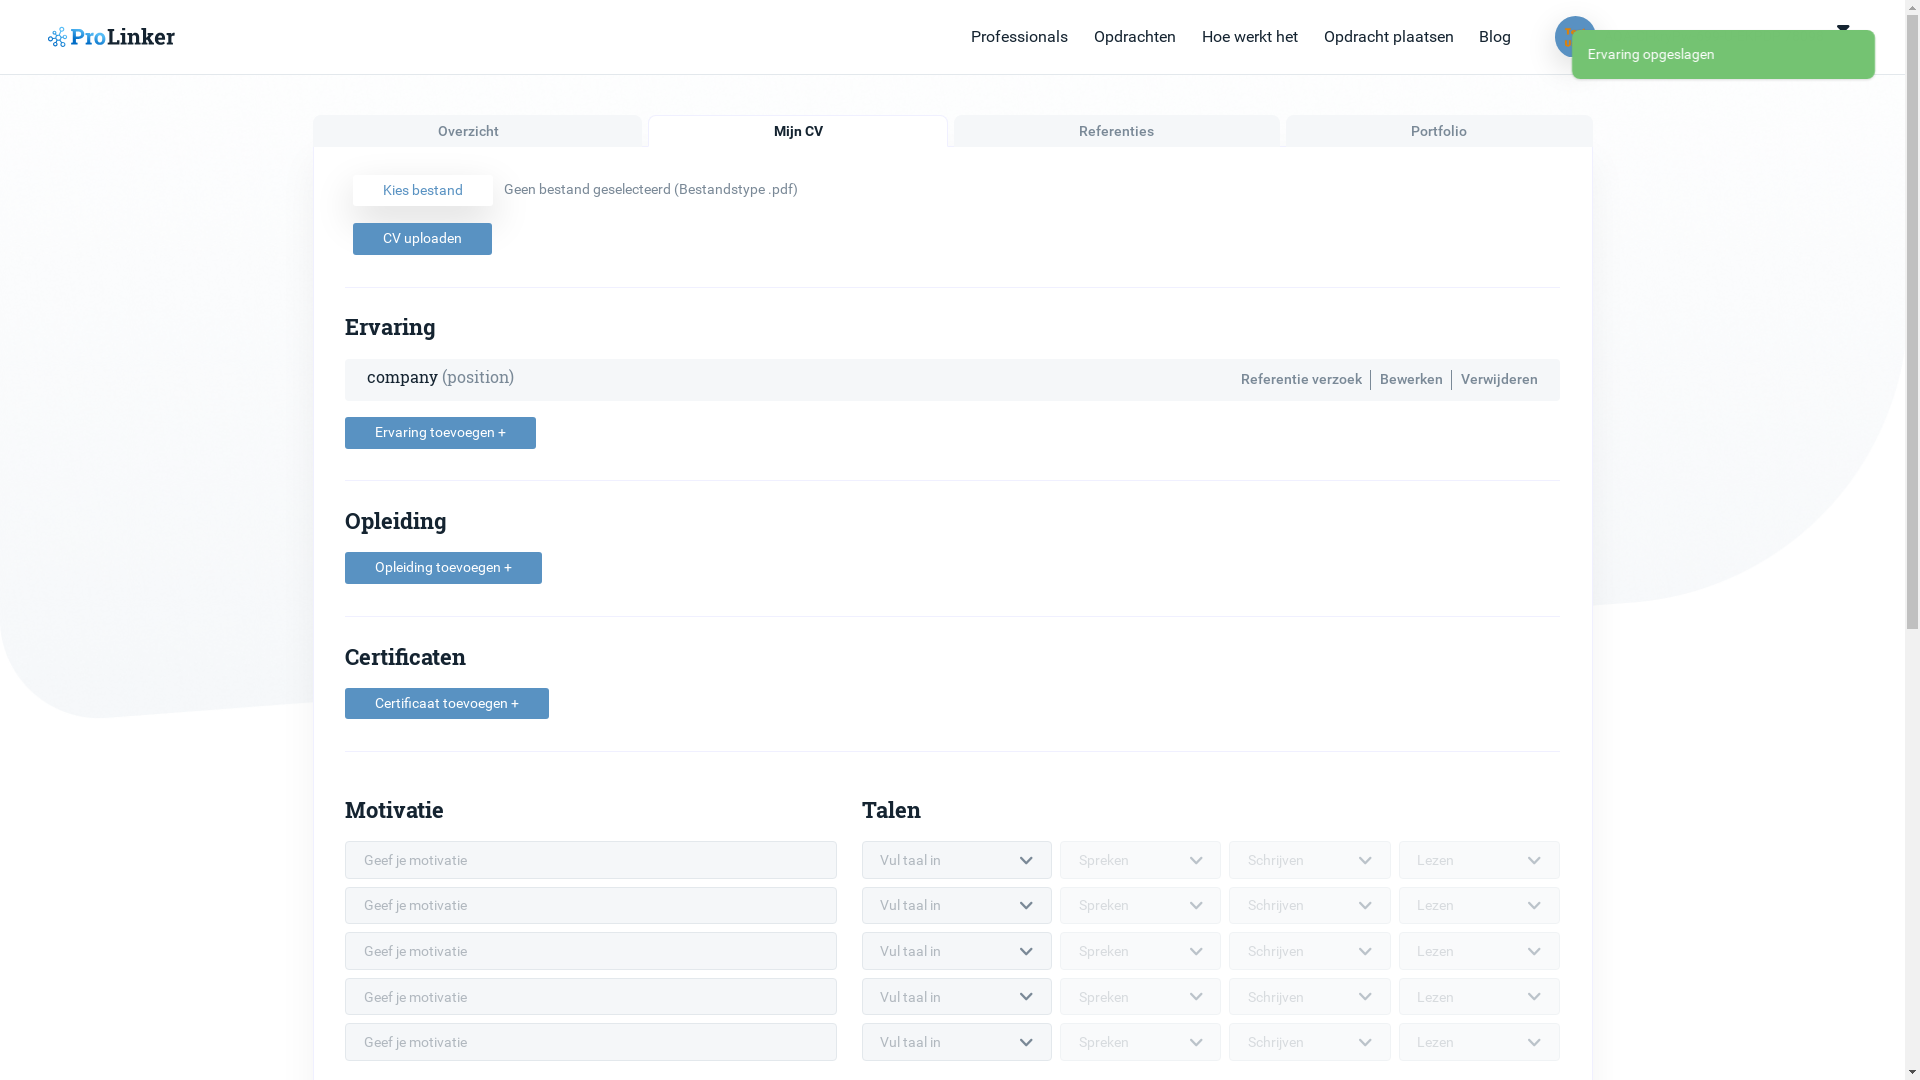 ProLinker
Professionals Opdrachten Hoe werkt het Opdracht plaatsen Blog
Ervaring opgeslagen
Overzicht Mijn CV Referenties Portfolio
Kies bestand Geen bestand geselecteerd (Bestandstype .pdf)
CV uploaden
Ervaring
company (position) Referentie verzoek Bewerken Verwijderen
Ervaring toevoegen +
Opleiding
Opleiding toevoegen +
Certificaten
Certificaat toevoegen +
Motivatie Talen
Geef je motivatie Vul taal in Spreken Schrijven Lezen
Geef je motivatie Vul taal in Spreken Schrijven Lezen
Geef je motivatie Vul taal in Spreken Schrijven Lezen
Geef je motivatie Vul taal in Spreken Schrijven Lezen
Geef je motivatie Vul taal in Spreken Schrijven Lezen